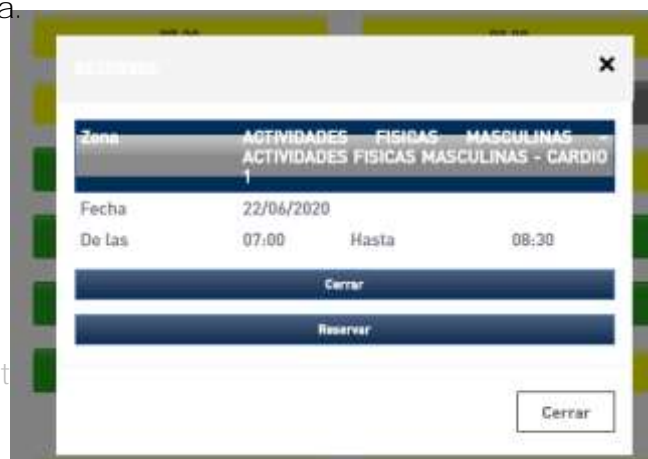 a.
Zona ACTIVIDADES FISICAS MASCULINAS -
ACTIVIDADES FISICAS MASCULINAS - CARDIO
1
Fecha 22/06/2020
De las 07:00 Hasta 08:30
Cerrar
Reservar
t
Cerrar